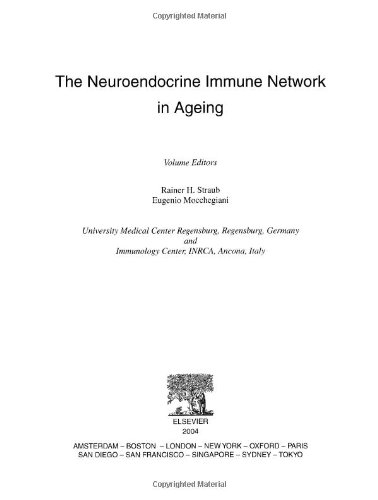 Copyrighted Material
The Neuroendocrine Immune Network
in Ageing
Volume Editors
Rainer H. Straub
Eugenio Mocchegiani
University Medical Center Regensburg, Regensburg, Germany
and
Immunology Center, INRCA, Ancona, Italy
ELSEVIER
2004
AMSTERDAM – BOSTON – LONDON – NEW YORK – OXFORD – PARIS
SAN DIEGO – SAN FRANCISCO – SINGAPORE – SYDNEY – TOKYO
Copyrighted Material